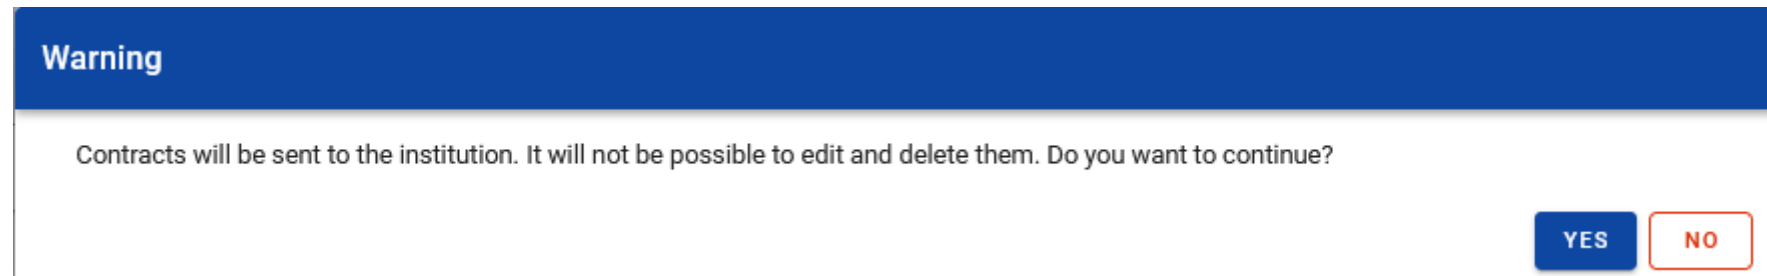 Warning
Contracts will be sent to the institution. It will not be possible to edit and delete them. Do you want to continue?
YES NO